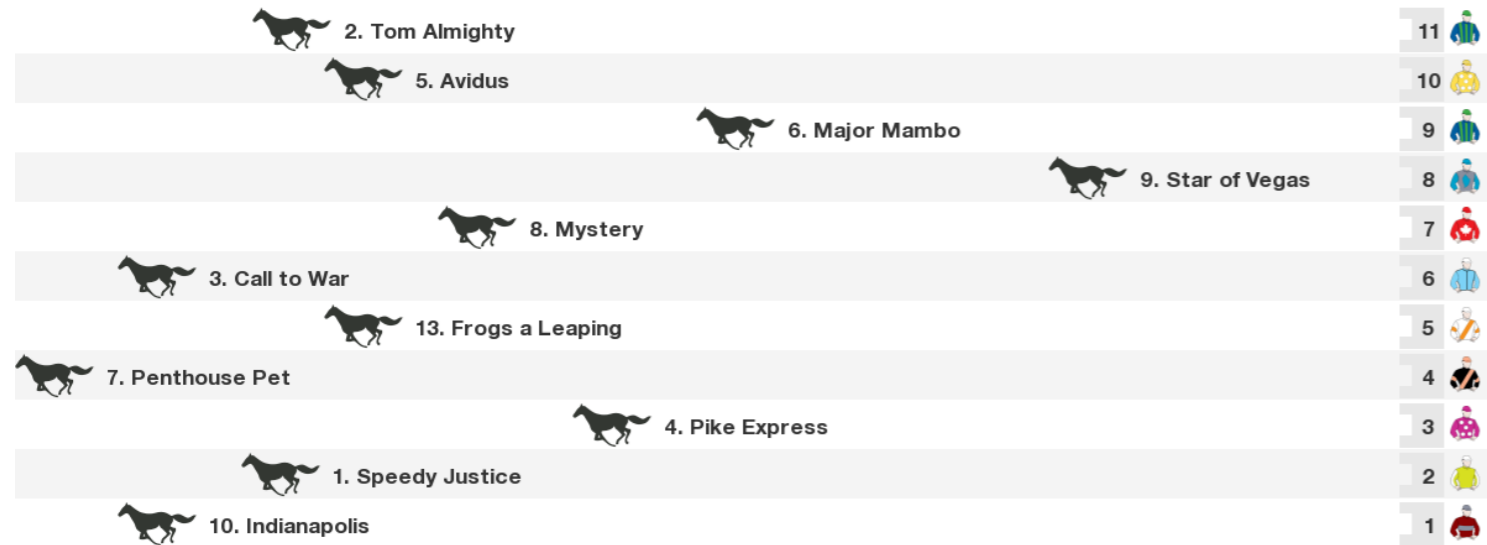 2. Tom Almighty 11
5. Avidus 10
6. Major Mambo 9
9. Star of Vegas 8
8. Mystery 7
3. Call to War 6
13. Frogs a Leaping 5
7. Penthouse Pet 4
4. Pike Express 3
1. Speedy Justice 2
10. Indianapolis 1